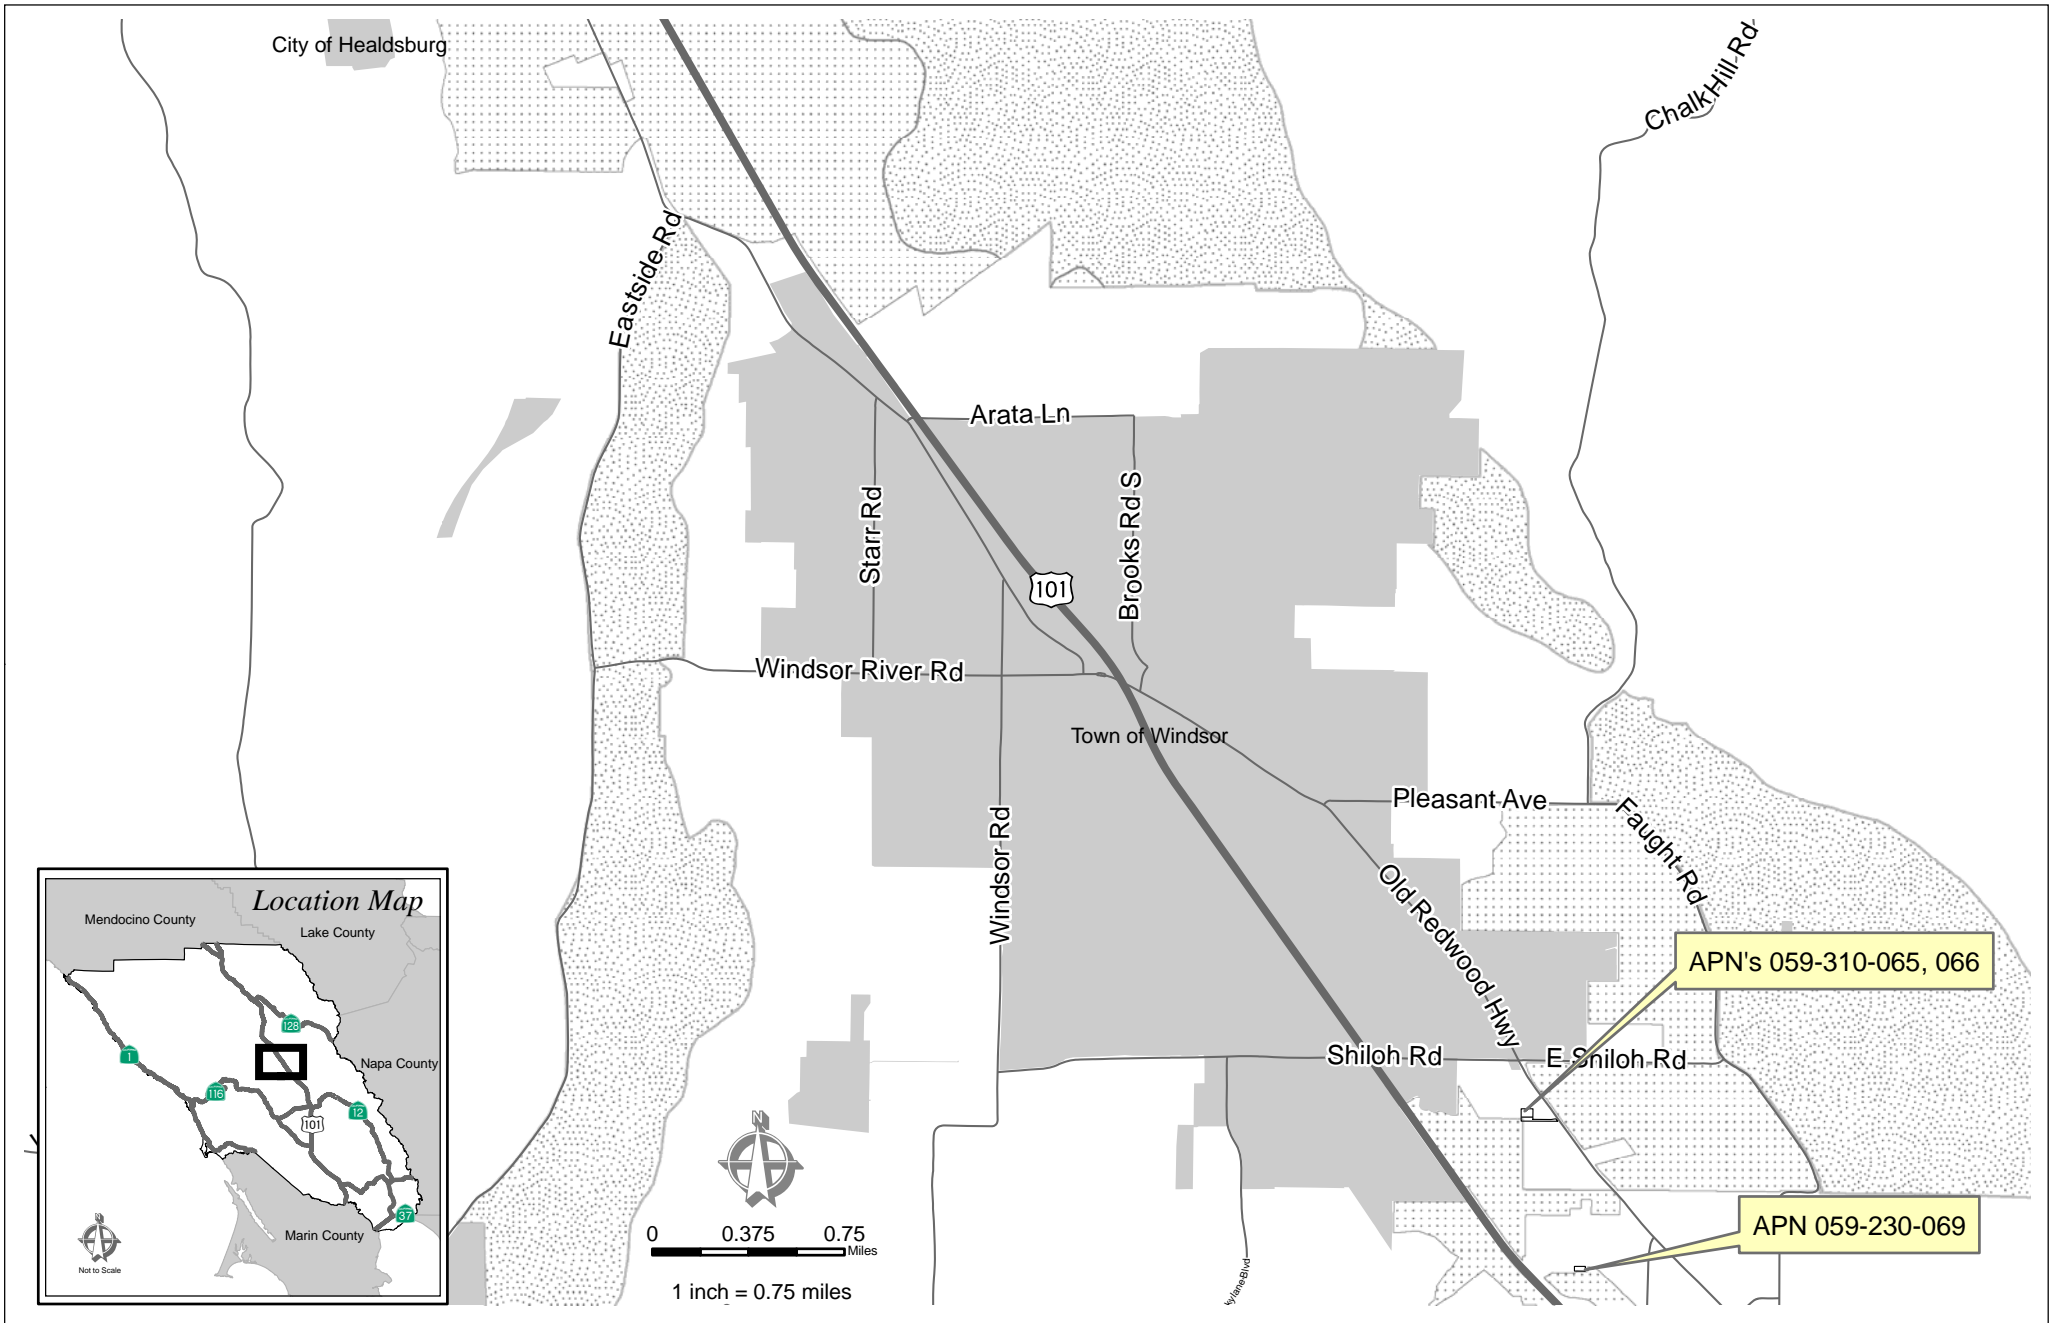 City of Healdsburg
Chalk Hill Rd
Eastside Rd
Arata Ln
Starr Rd
Brooks Rd S
101
Windsor River Rd
Town of Windsor
Pleasant Ave
Faught Rd
Windsor Rd
Old Redwood Hwy
APN's 059-310-065, 066
Shiloh Rd
E Shiloh Rd
APN 059-230-069
Location Map
Mendocino County
Lake County
128
1
Napa County
116
12
101
37
Marin County
N
Not to Scale
N
0 0.375 0.75
Miles
1 inch = 0.75 miles
kylane Blvd